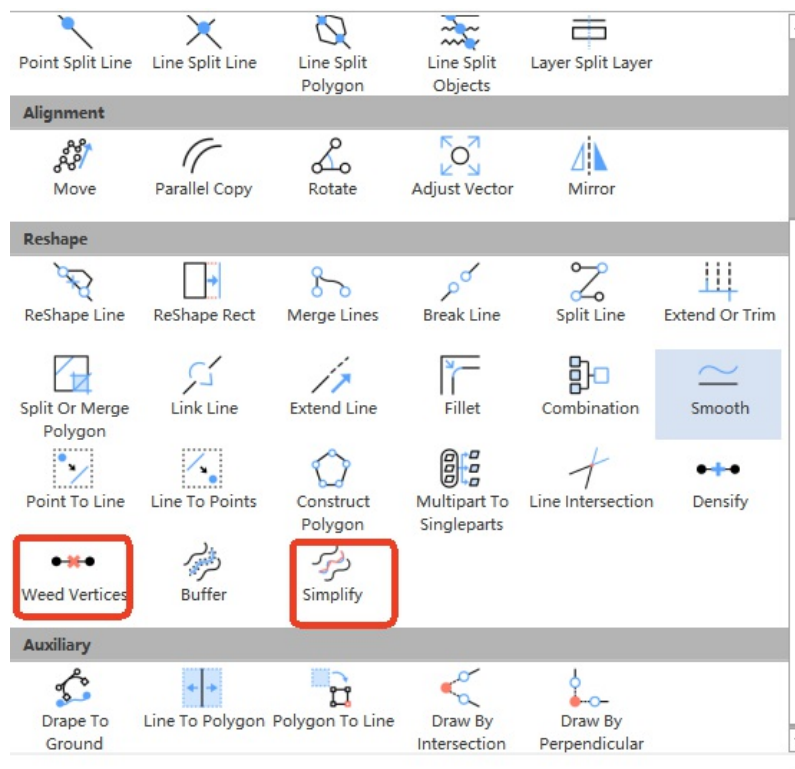 Point Split Line Line Split Line Line Split Line Split Layer Split Layer
Polygon Objects
Alignment
Move Parallel Copy Rotate Adjust Vector Mirror
Reshape
ReShape Line ReShape Rect Merge Lines Break Line Split Line Extend Or Trim
Split Or Merge Link Line Extend Line Fillet Combination Smooth
Polygon
Point To Line Line To Points Construct Multipart To Line Intersection Densify
Polygon Singleparts
Weed Vertices Buffer Simplify
Auxiliary
Drape To Line To Polygon Polygon To Line Draw By Draw By
Ground Intersection Perpendicular